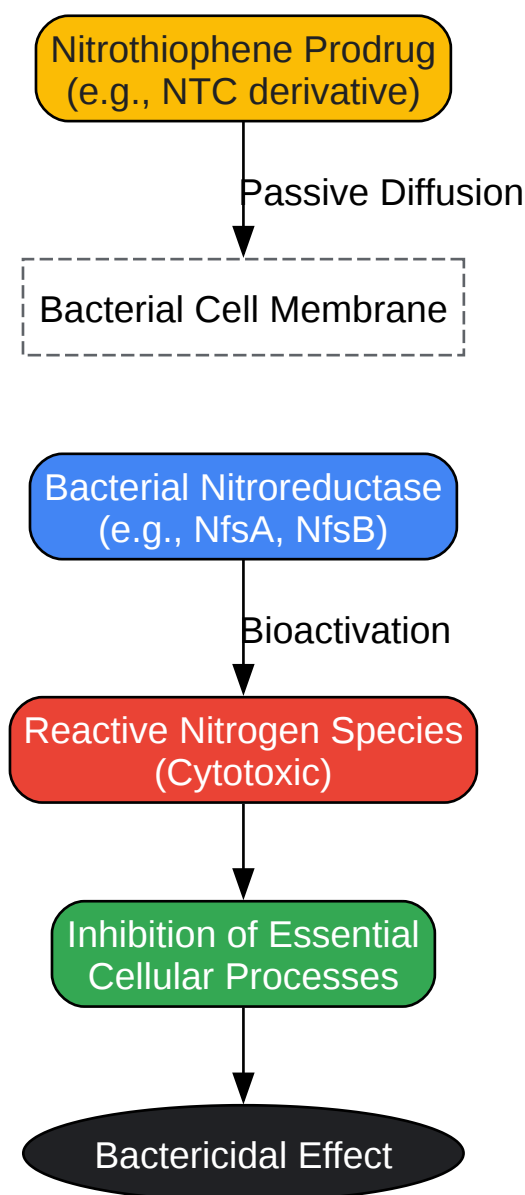 Nitrothiophene Prodrug
(e.g., NTC derivative)
Passive Diffusion
Bacterial Cell Membrane
Bacterial Nitroreductase
(e.g., NfsA, NfsB)
Bioactivation
Reactive Nitrogen Species
(Cytotoxic)
Inhibition of Essential
Cellular Processes
Bactericidal Effect